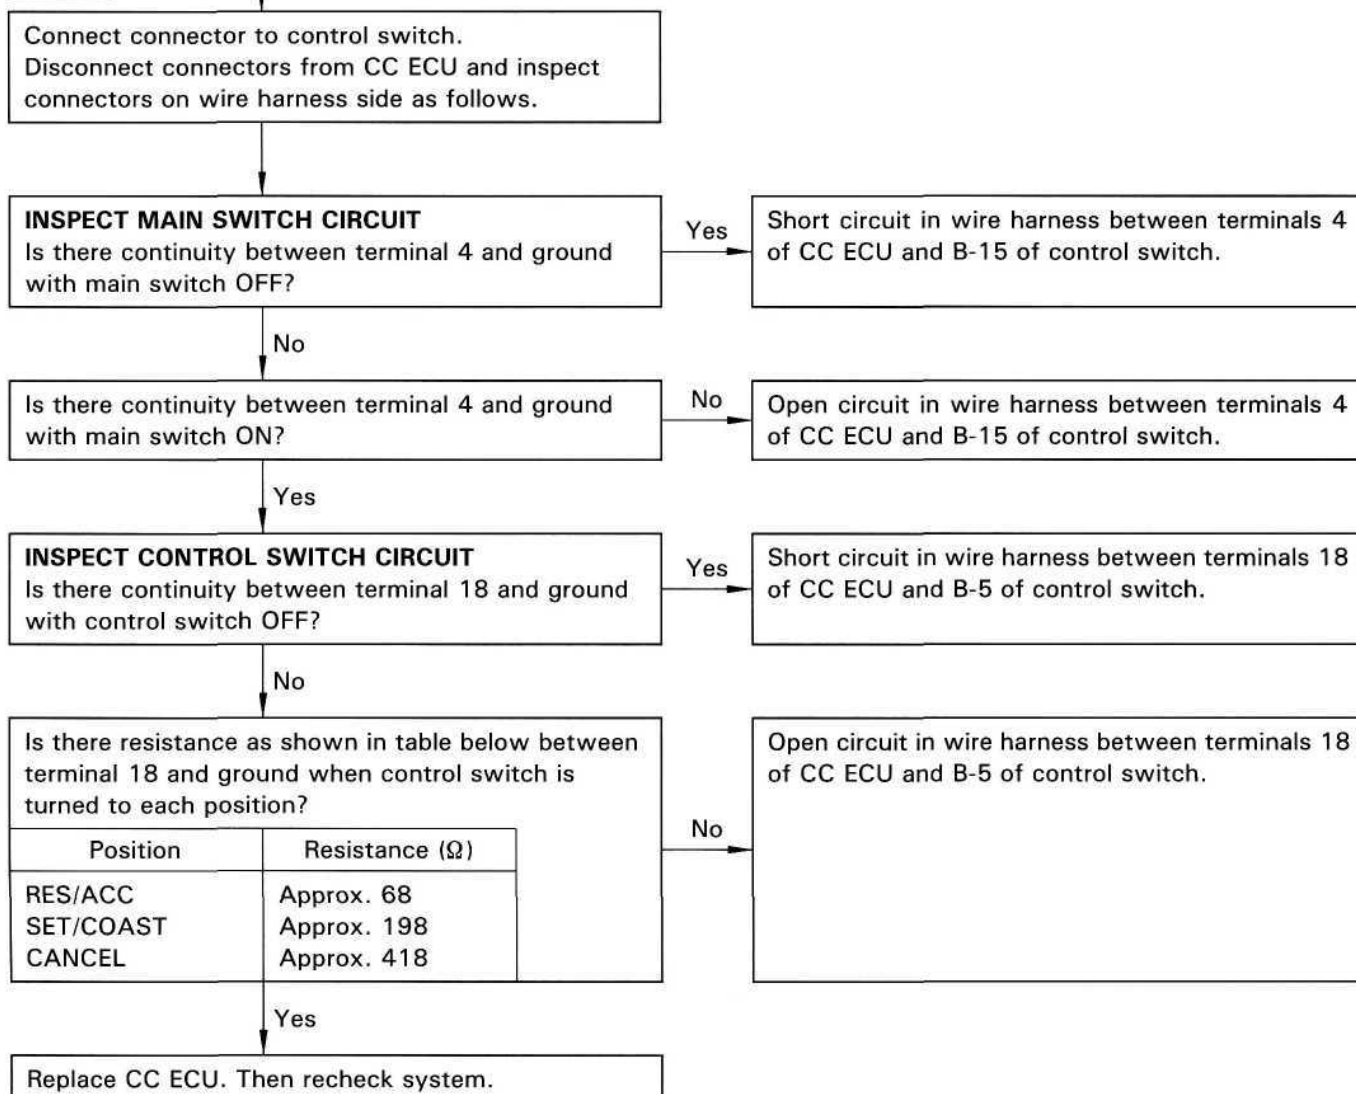 Connect connector to control switch.
Disconnect connectors from CC ECU and inspect
connectors on wire harness side as follows.
INSPECT MAIN SWITCH CIRCUIT
Is there continuity between terminal 4 and ground
with main switch OFF?
Yes
Short circuit in wire harness between terminals 4
of CC ECU and B-15 of control switch.
No
Is there continuity between terminal 4 and ground
with main switch ON?
No
Open circuit in wire harness between terminals 4
of CC ECU and B-15 of control switch.
Yes
INSPECT CONTROL SWITCH CIRCUIT
Is there continuity between terminal 18 and ground
with control switch OFF?
Yes
Short circuit in wire harness between terminals 18
of CC ECU and B-5 of control switch.
No
Is there resistance as shown in table below between
terminal 18 and ground when control switch is
turned to each position?
Position Resistance (Ω)
RES/ACC Approx. 68
SET/COAST Approx. 198
CANCEL Approx. 418
No
Open circuit in wire harness between terminals 18
of CC ECU and B-5 of control switch.
Yes
Replace CC ECU. Then recheck system.